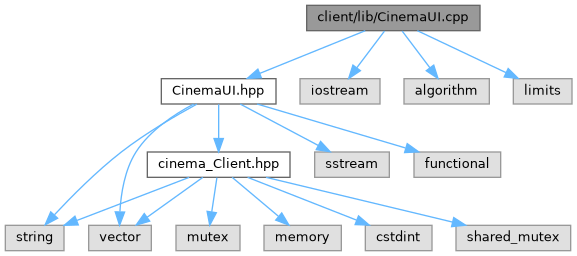 client/lib/CinemaUI.cpp
CinemaUI.hpp
iostream
algorithm
limits
cinema_Client.hpp
sstream
functional
string
vector
mutex
memory
cstdint
shared_mutex